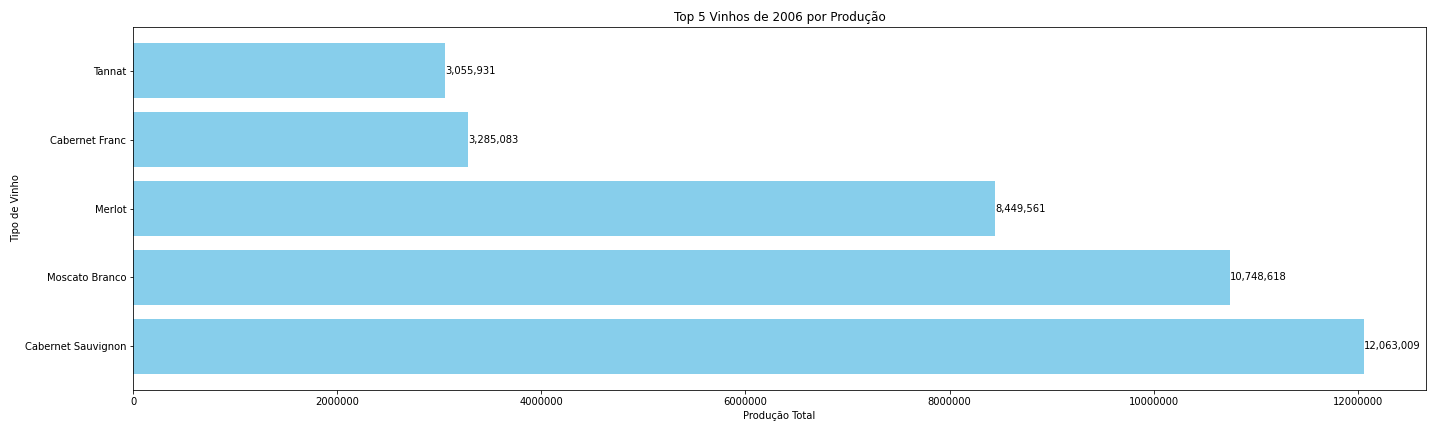 Top 5 Vinhos de 2006 por Produção
Tipo de Vinho
Tannat
3,055,931
Cabernet Franc
3,285,083
Merlot
8,449,561
Moscato Branco
10,748,618
Cabernet Sauvignon
12,063,009
0 2000000 4000000 6000000 8000000 10000000 12000000
Produção Total